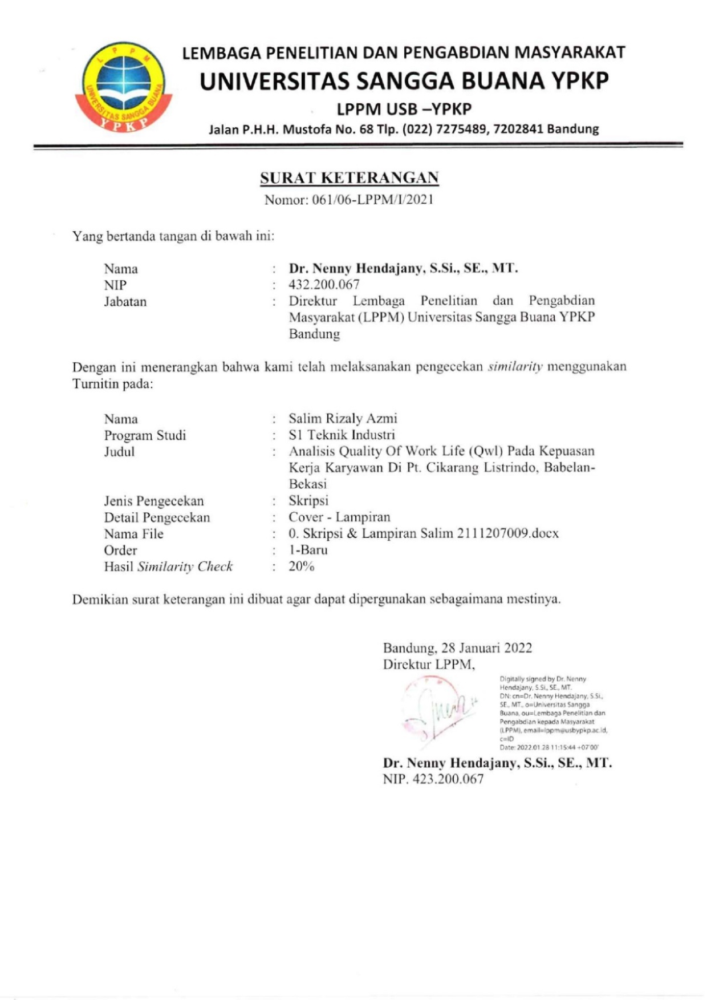 L P P M
UNIVERSITAS SANGGA BUANA
Y P K P
LEMBAGA PENELITIAN DAN PENGABDIAN MASYARAKAT
UNIVERSITAS SANGGA BUANA YPKP
LPPM USB –YPKP
Jalan P.H.H. Mustofa No. 68 Tlp. (022) 7275489, 7202841 Bandung
SURAT KETERANGAN
Nomor: 061/06-LPPM/I/2021
Yang bertanda tangan di bawah ini:
Nama : Dr. Nenny Hendajany, S.Si., SE., MT.
NIP : 432.200.067
Jabatan : Direktur Lembaga Penelitian dan Pengabdian
Masyarakat (LPPM) Universitas Sangga Buana YPKP
Bandung
Dengan ini menerangkan bahwa kami telah melaksanakan pengecekan similarity menggunakan
Turnitin pada:
Nama : Salim Rizaly Azmi
Program Studi : S1 Teknik Industri
Judul : Analisis Quality Of Work Life (Qwl) Pada Kepuasan
Kerja Karyawan Di Pt. Cikarang Listrindo, Babelan-
Bekasi
Jenis Pengecekan : Skripsi
Detail Pengecekan : Cover - Lampiran
Nama File : 0. Skripsi & Lampiran Salim 2111207009.docx
Order : 1-Baru
Hasil Similarity Check : 20%
Demikian surat keterangan ini dibuat agar dapat dipergunakan sebagaimana mestinya.
Bandung, 28 Januari 2022
Direktur LPPM,
Digitally signed by Dr. Nenny
Hendajany, S.Si., SE., MT.
DN: cn=Dr. Nenny Hendajany, S.Si.,
SE., MT., o=Universitas Sangga
Buana, ou=Lembaga Penelitian dan
Pengabdian kepada Masyarakat
(LPPM), email=lppm@usbypkp.ac.id,
c=ID
Date: 2022.01.28 11:15:44 +07'00'
Dr. Nenny Hendajany, S.Si., SE., MT.
NIP. 423.200.067